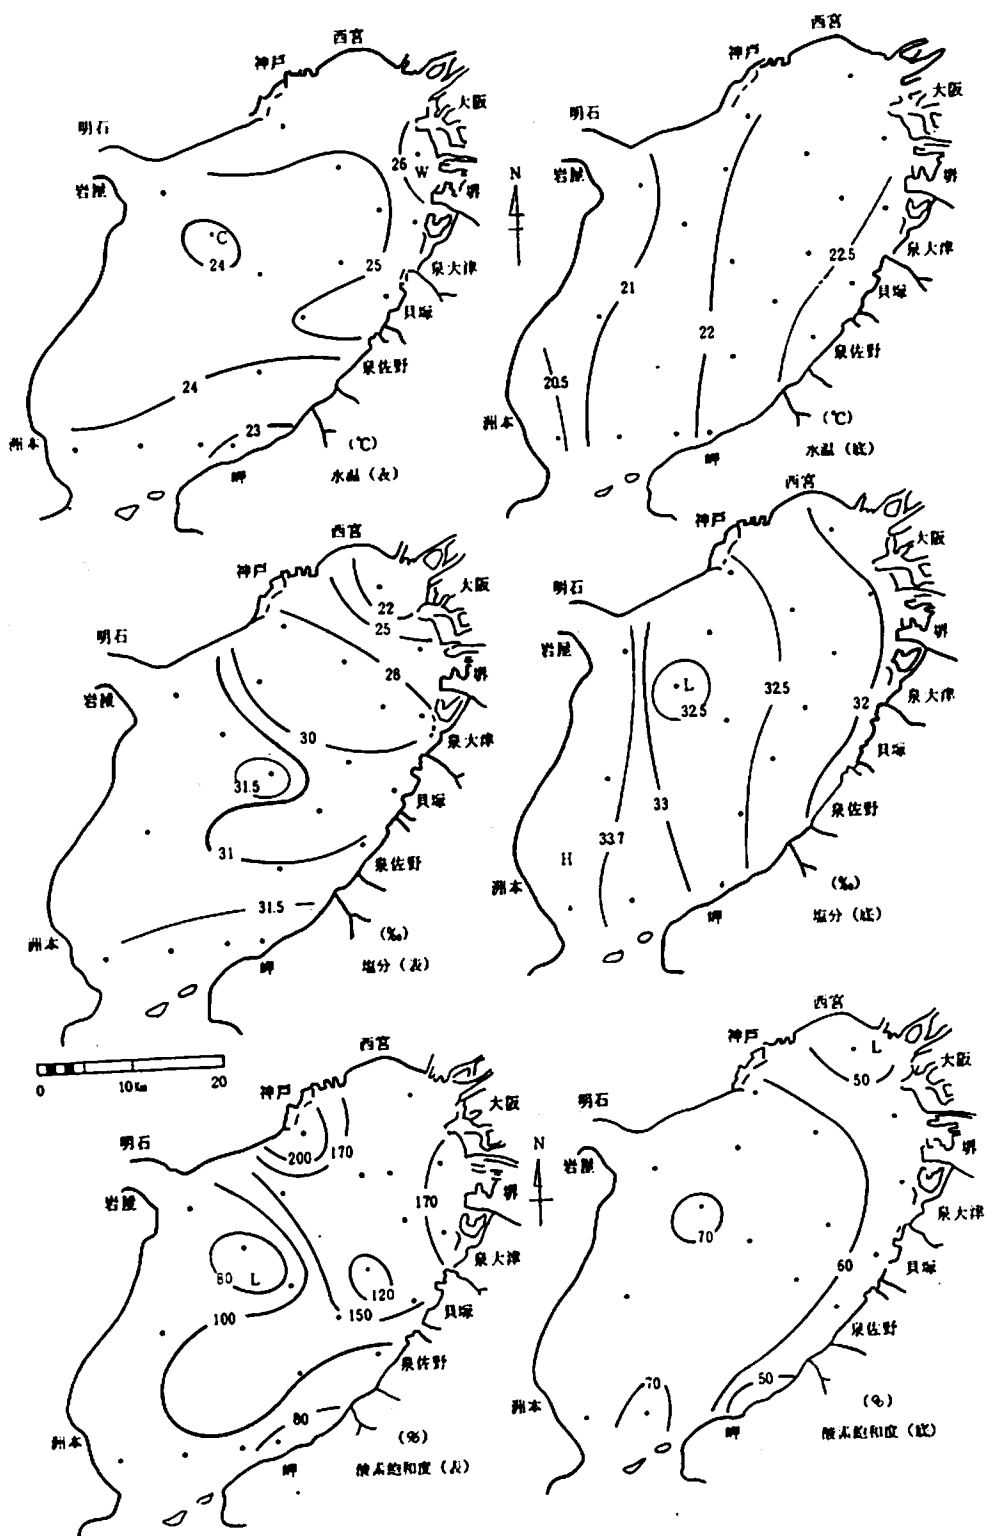 西宮
神戸
大阪
明石
26
W
岩屋
堺
C
24
25
泉大津
貝塚
泉佐野
24
洲本
23
(℃)
岬
水温(表)
N
西宮
神戸
大阪
明石
岩屋
堺
泉大津
22.5
21
貝塚
22
泉佐野
20.5
洲本
(℃)
岬
水温(底)
西宮
神戸
大阪
22
25
明石
28
堺
岩屋
30
泉大津
31.5
貝塚
31
泉佐野
31.5
(‰)
洲本
岬
塩分(表)
0
10km
20
西宮
神戸
大阪
明石
岩屋
堺
L
32.5
32.5
32
泉大津
貝塚
33
泉佐野
33.7
H
洲本
(‰)
岬
塩分(底)
西宮
神戸
大阪
明石
200
170
170
岩屋
堺
80
L
泉大津
120
100
150
貝塚
泉佐野
80
洲本
(%)
岬
酸素飽和度(表)
N
西宮
神戸
L
50
大阪
明石
岩屋
堺
泉大津
70
60
貝塚
泉佐野
70
50
洲本
(%)
岬
酸素飽和度(底)